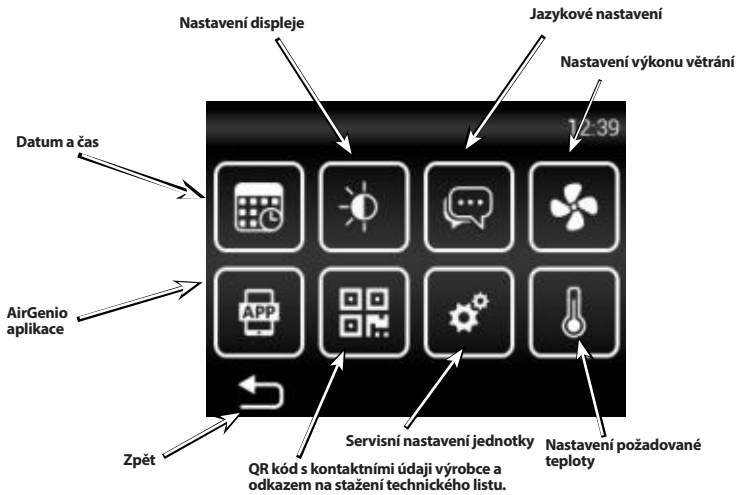 Jazykové nastavení
Nastavení displeje
Nastavení výkonu větrání
12:39
Datum a čas
AirGenio
aplikace
APP
Zpět
Servisní nastavení jednotky
Nastavení požadované
teploty
QR kód s kontaktními údaji výrobce a
odkazem na stažení technického listu.